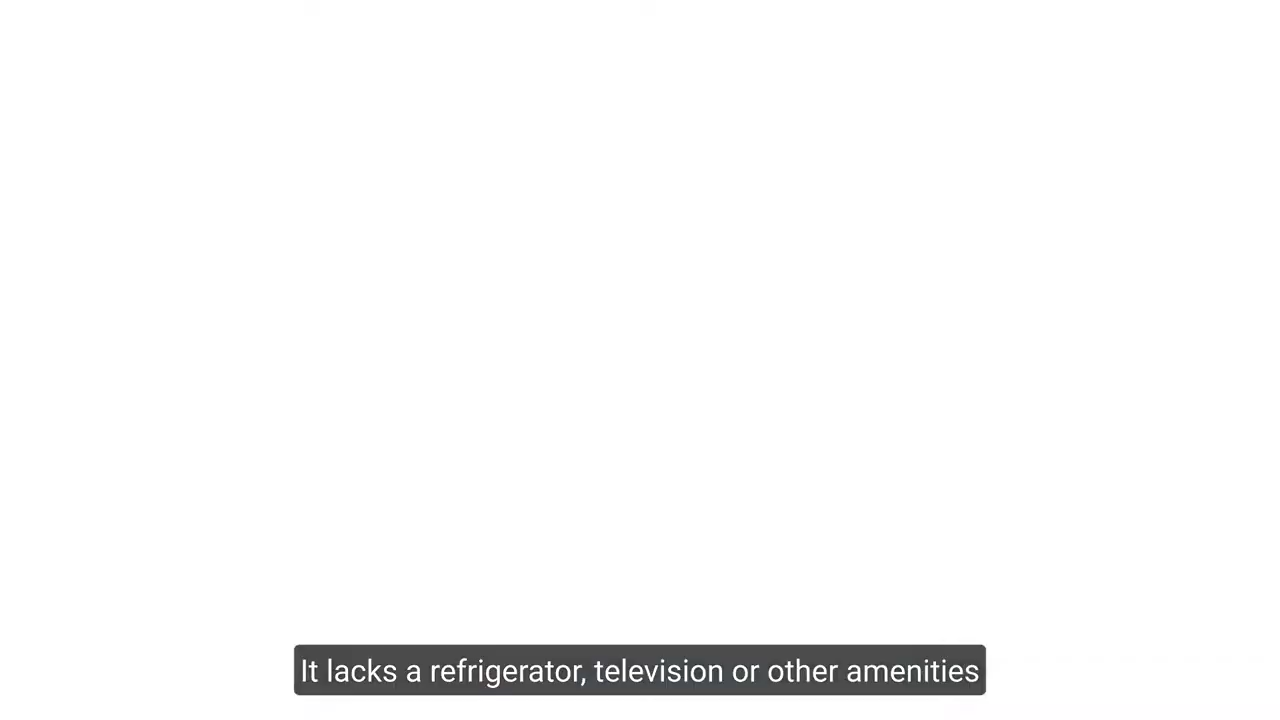 It lacks a refrigerator, television or other amenities